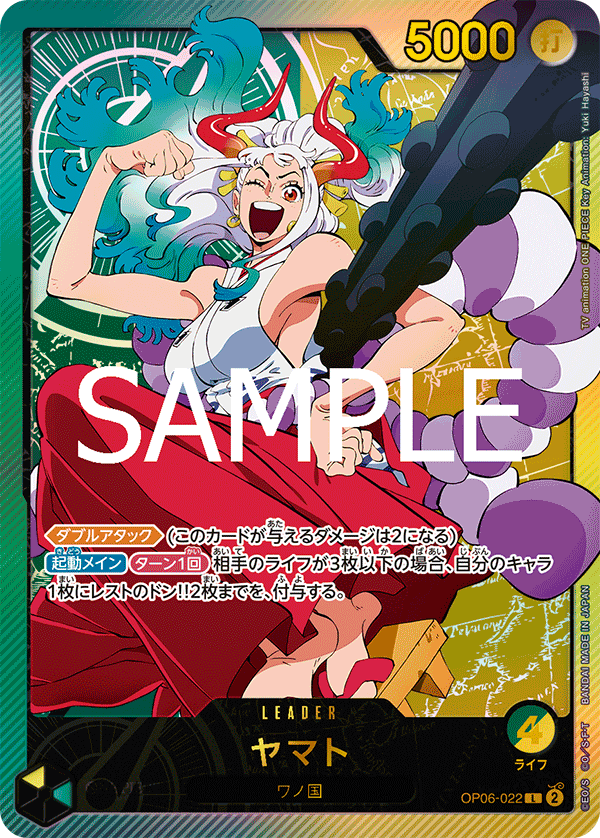 5000
打
SAMPLE
ダブルアタック (このカードが与えるダメージは2になる)
起動メイン ターン1回 相手のライフが3枚以下の場合、自分のキャラ
1枚にレストのドン!!2枚までを、付与する。
LEADER
ヤマト
ワノ国
4
ライフ
OP06-022 L 2
TV animation ONE PIECE Key Animation: Yuki Hayashi
©E.O/S ©O/S·F·T BANDAI MADE IN JAPAN